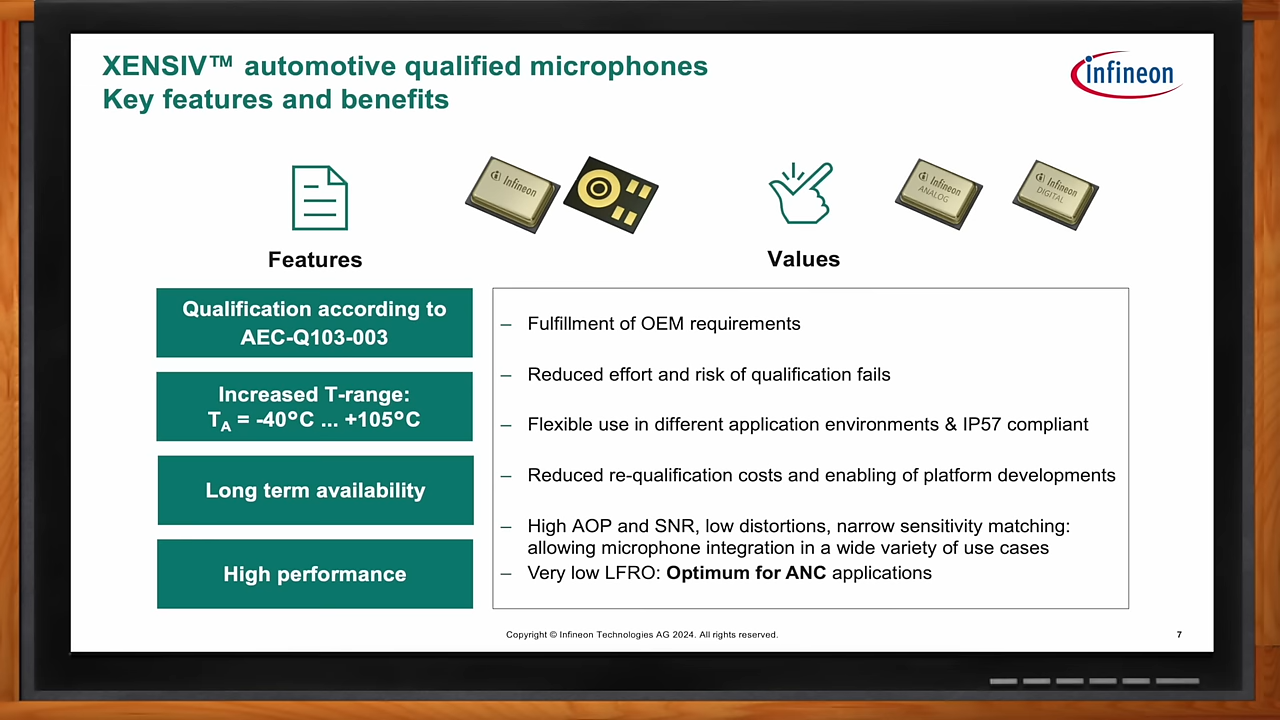 XENSIV™ automotive qualified microphones
Key features and benefits
infineon
Infineon
Infineon
ANALOG
Infineon
DIGITAL
Features
Values
Qualification according to
AEC-Q103-003
Increased T-range:
TA = -40°C ... +105°C
Long term availability
High performance
– Fulfillment of OEM requirements
– Reduced effort and risk of qualification fails
– Flexible use in different application environments & IP57 compliant
– Reduced re-qualification costs and enabling of platform developments
– High AOP and SNR, low distortions, narrow sensitivity matching:
allowing microphone integration in a wide variety of use cases
– Very low LFRO: Optimum for ANC applications
Copyright © Infineon Technologies AG 2024. All rights reserved.
7